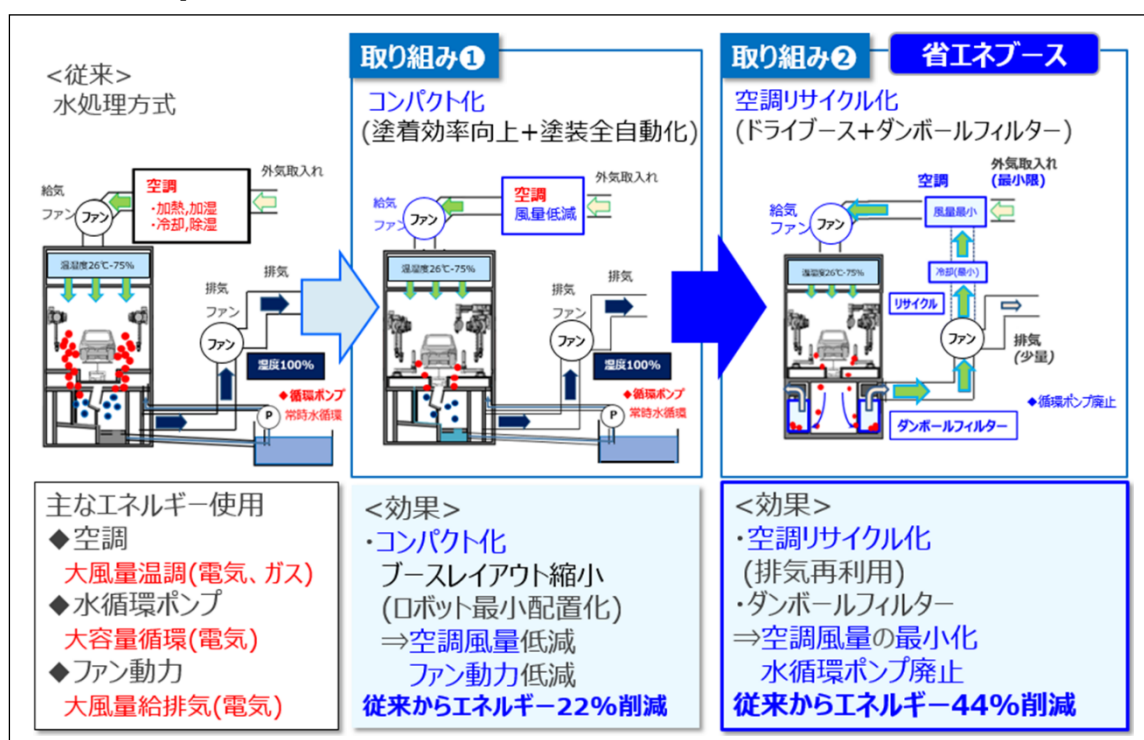 <従来>
水処理方式
給気
ファン
ファン
空調
・加熱,加湿
・冷却,除湿
外気取入れ
温湿度26℃-75%
排気
ファン
排気
ファン
湿度100%
◆循環ポンプ
常時水循環
P
主なエネルギー使用
◆空調
大風量温調(電気、ガス)
◆水循環ポンプ
大容量循環(電気)
◆ファン動力
大風量給排気(電気)
取り組み❶
コンパクト化
(塗着効率向上+塗装全自動化)
給気
ファン
ファン
空調
風量低減
外気取入れ
温湿度26℃-75%
排気
ファン
排気
ファン
湿度100%
◆循環ポンプ
常時水循環
P
<効果>
・コンパクト化
ブースレイアウト縮小
(ロボット最小配置化)
⇒空調風量低減
ファン動力低減
従来からエネルギー22%削減
取り組み❷
省エネブース
空調リサイクル化
(ドライブース+ダンボールフィルター)
給気
ファン
ファン
空調
風量最小
外気取入れ
(最小限)
温湿度26℃-75%
冷却(最小)
リサイクル
ファン
排気
(少量)
◆循環ポンプ廃止
ダンボールフィルター
<効果>
・空調リサイクル化
(排気再利用)
・ダンボールフィルター
⇒空調風量の最小化
水循環ポンプ廃止
従来からエネルギー44%削減